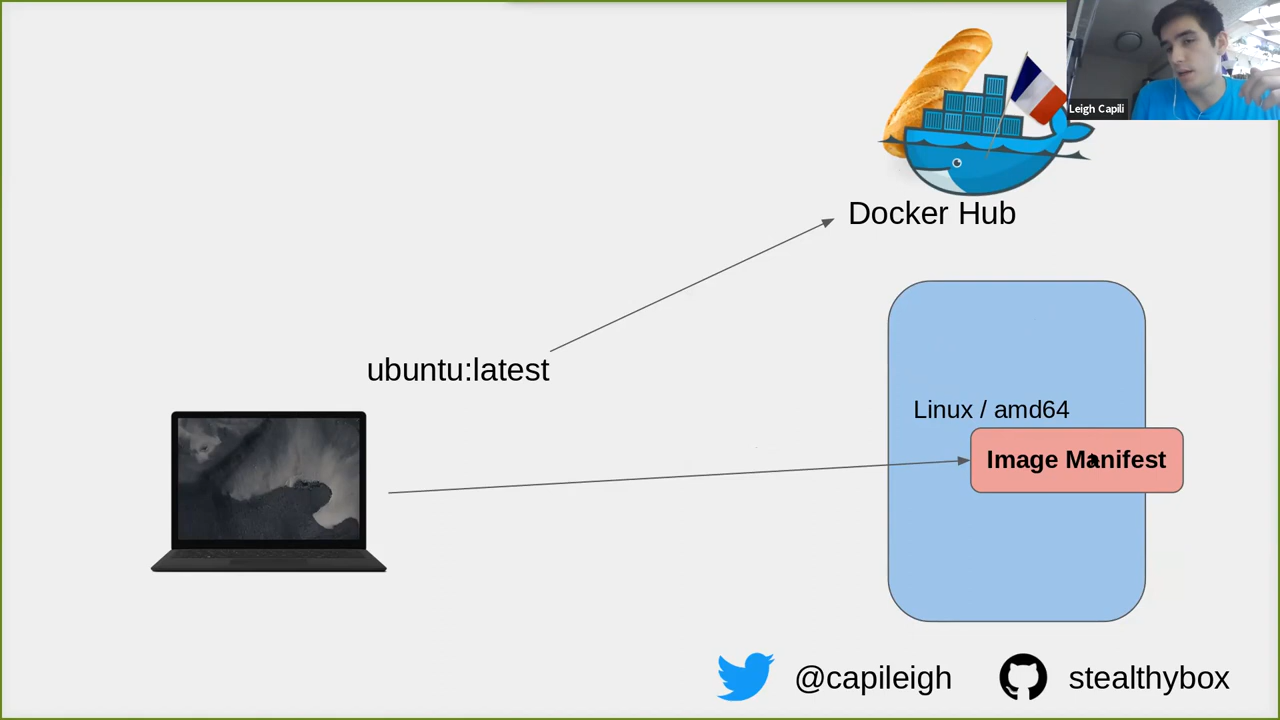 Leigh Capili
Docker Hub
ubuntu:latest
Linux / amd64
Image Manifest
@capileigh
stealthybox